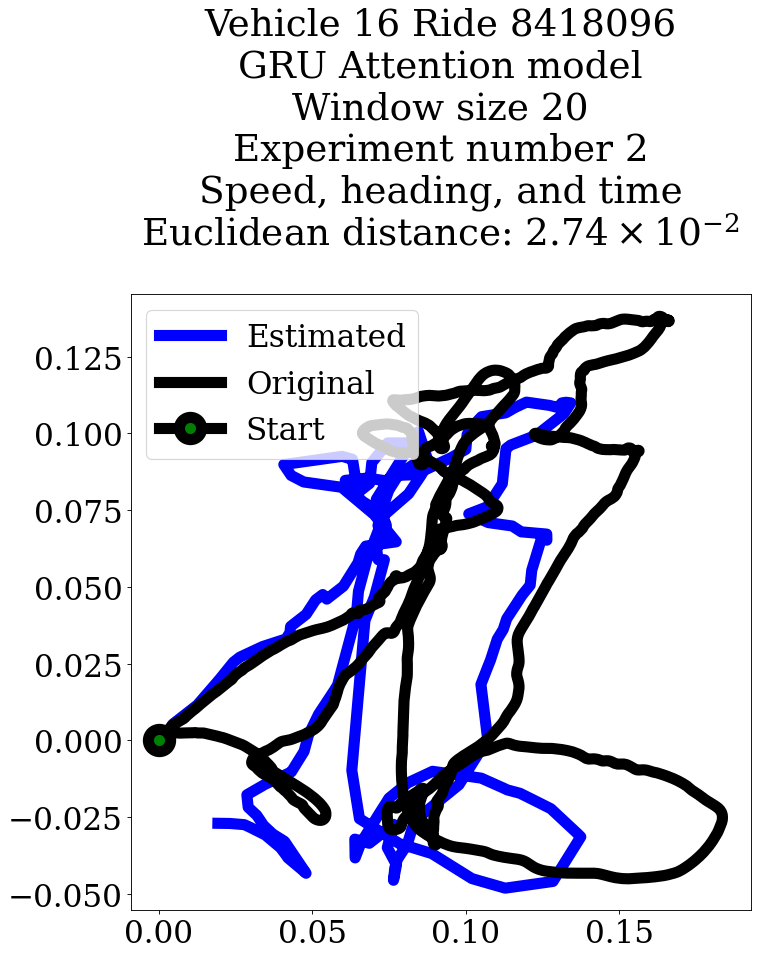 Vehicle 16 Ride 8418096
GRU Attention model
Window size 20
Experiment number 2
Speed, heading, and time
Euclidean distance: 2.74 × 10⁻²
Estimated
Original
Start
0.125
0.100
0.075
0.050
0.025
0.000
−0.025
−0.050
0.00 0.05 0.10 0.15